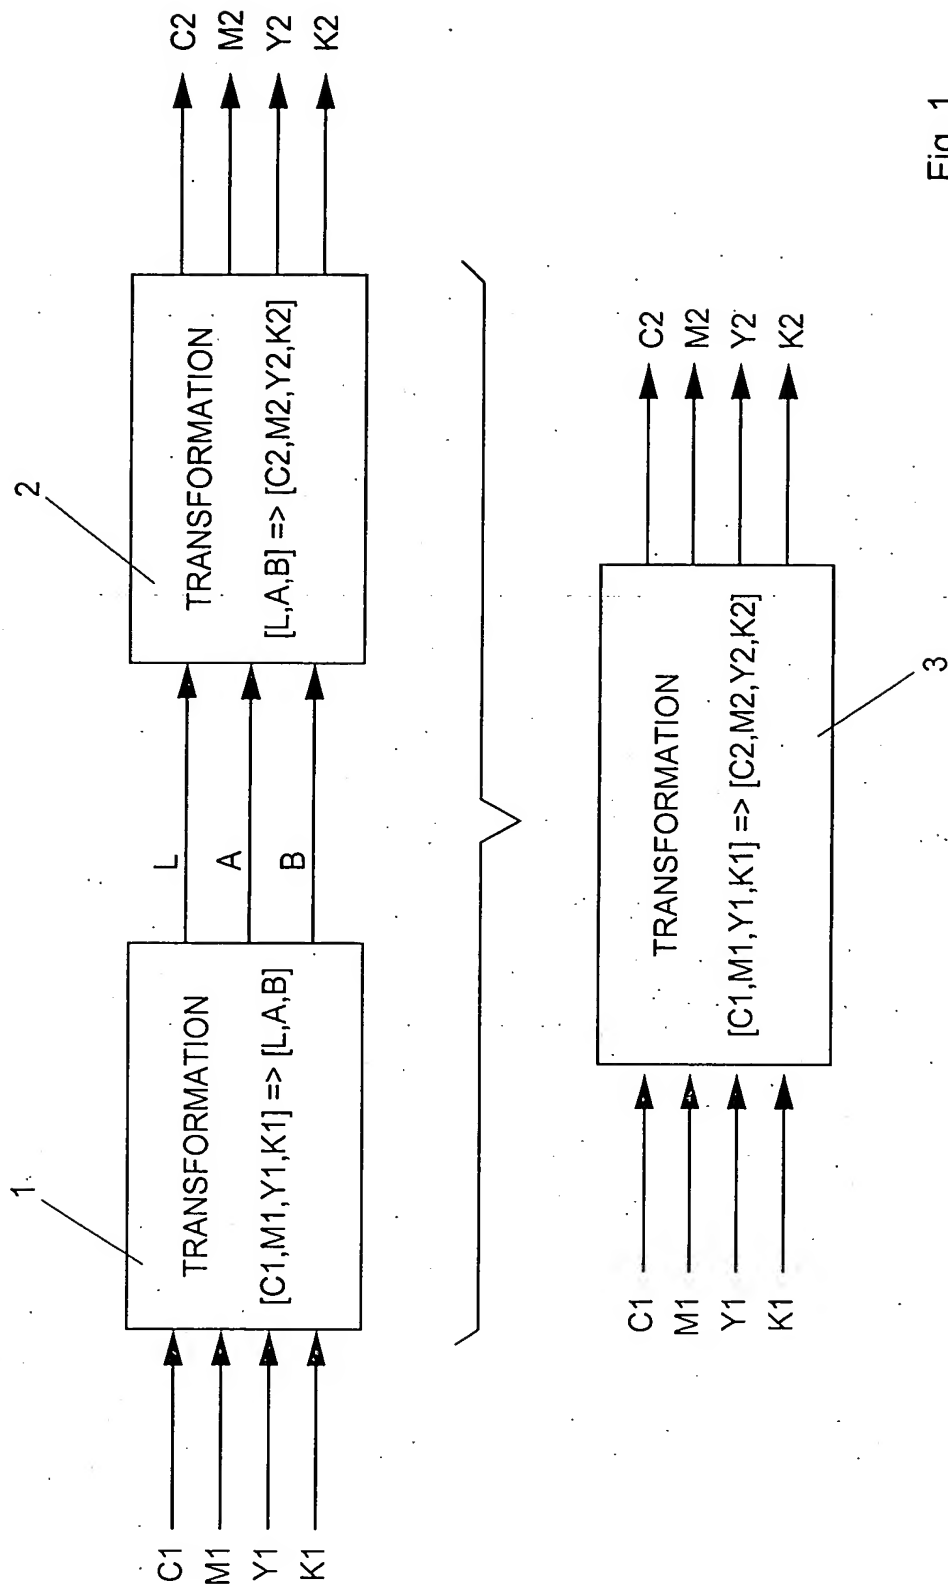 1
2
C1
M1
Y1
K1
TRANSFORMATION
[C1,M1,Y1,K1] => [L,A,B]
L
A
B
TRANSFORMATION
[L,A,B] => [C2,M2,Y2,K2]
C2
M2
Y2
K2
C1
M1
Y1
K1
TRANSFORMATION
[C1,M1,Y1,K1] => [C2,M2,Y2,K2]
C2
M2
Y2
K2
3
Fig. 1